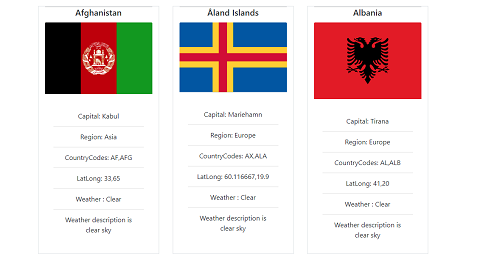 Afghanistan
Capital: Kabul
Region: Asia
CountryCodes: AF,AFG
LatLong: 33,65
Weather : Clear
Weather description is
clear sky
Åland Islands
Capital: Mariehamn
Region: Europe
CountryCodes: AX,ALA
LatLong: 60.116667,19.9
Weather : Clear
Weather description is
clear sky
Albania
Capital: Tirana
Region: Europe
CountryCodes: AL,ALB
LatLong: 41,20
Weather : Clear
Weather description is
clear sky